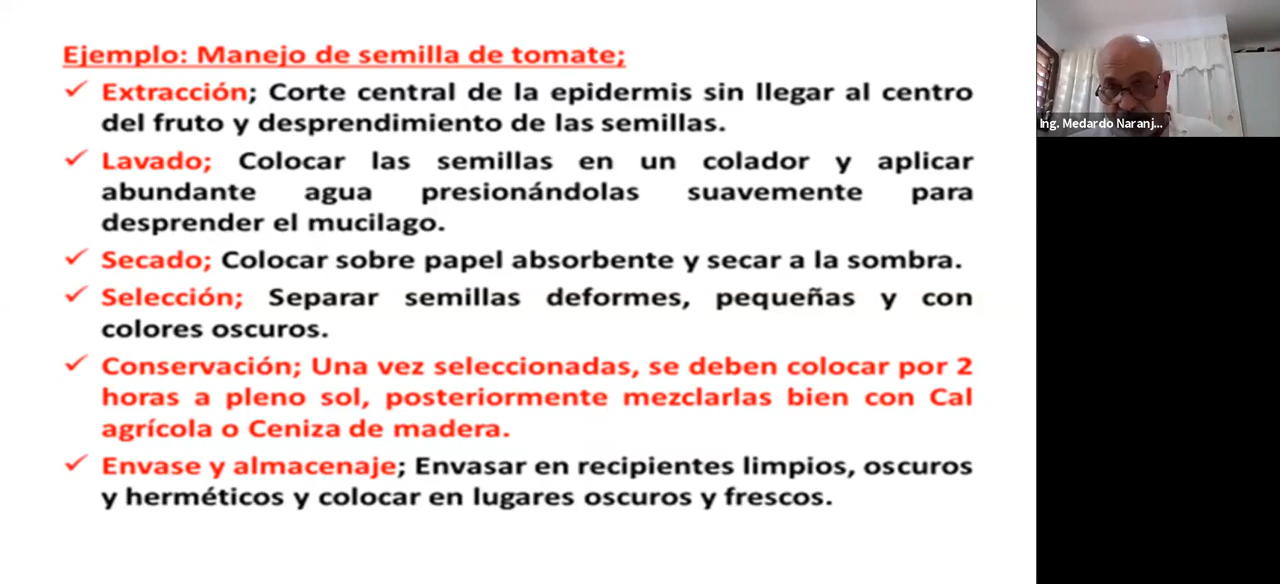 Ejemplo: Manejo de semilla de tomate;
✓ Extracción; Corte central de la epidermis sin llegar al centro
del fruto y desprendimiento de las semillas.
✓ Lavado; Colocar las semillas en un colador y aplicar
abundante agua presionándolas suavemente para
desprender el mucilago.
✓ Secado; Colocar sobre papel absorbente y secar a la sombra.
✓ Selección; Separar semillas deformes, pequeñas y con
colores oscuros.
✓ Conservación; Una vez seleccionadas, se deben colocar por 2
horas a pleno sol, posteriormente mezclarlas bien con Cal
agrícola o Ceniza de madera.
✓ Envase y almacenaje; Envasar en recipientes limpios, oscuros
y herméticos y colocar en lugares oscuros y frescos.
Ing. Medardo Naranj...